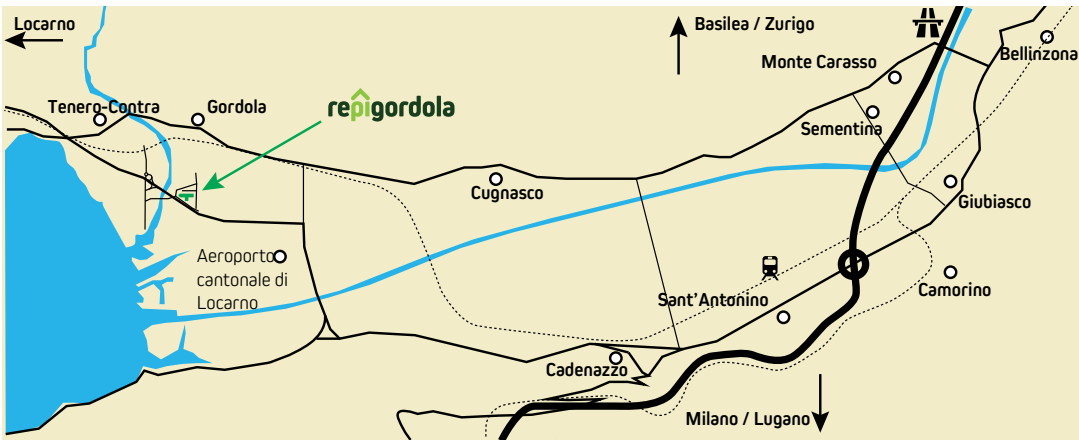 Locarno
Basilea / Zurigo
Bellinzona
Monte Carasso
Tenero-Contra
Gordola
repigordola
Sementina
Cugnasco
Giubiasco
Aeroporto
cantonale di
Locarno
Camorino
Sant'Antonino
Cadenazzo
Milano / Lugano